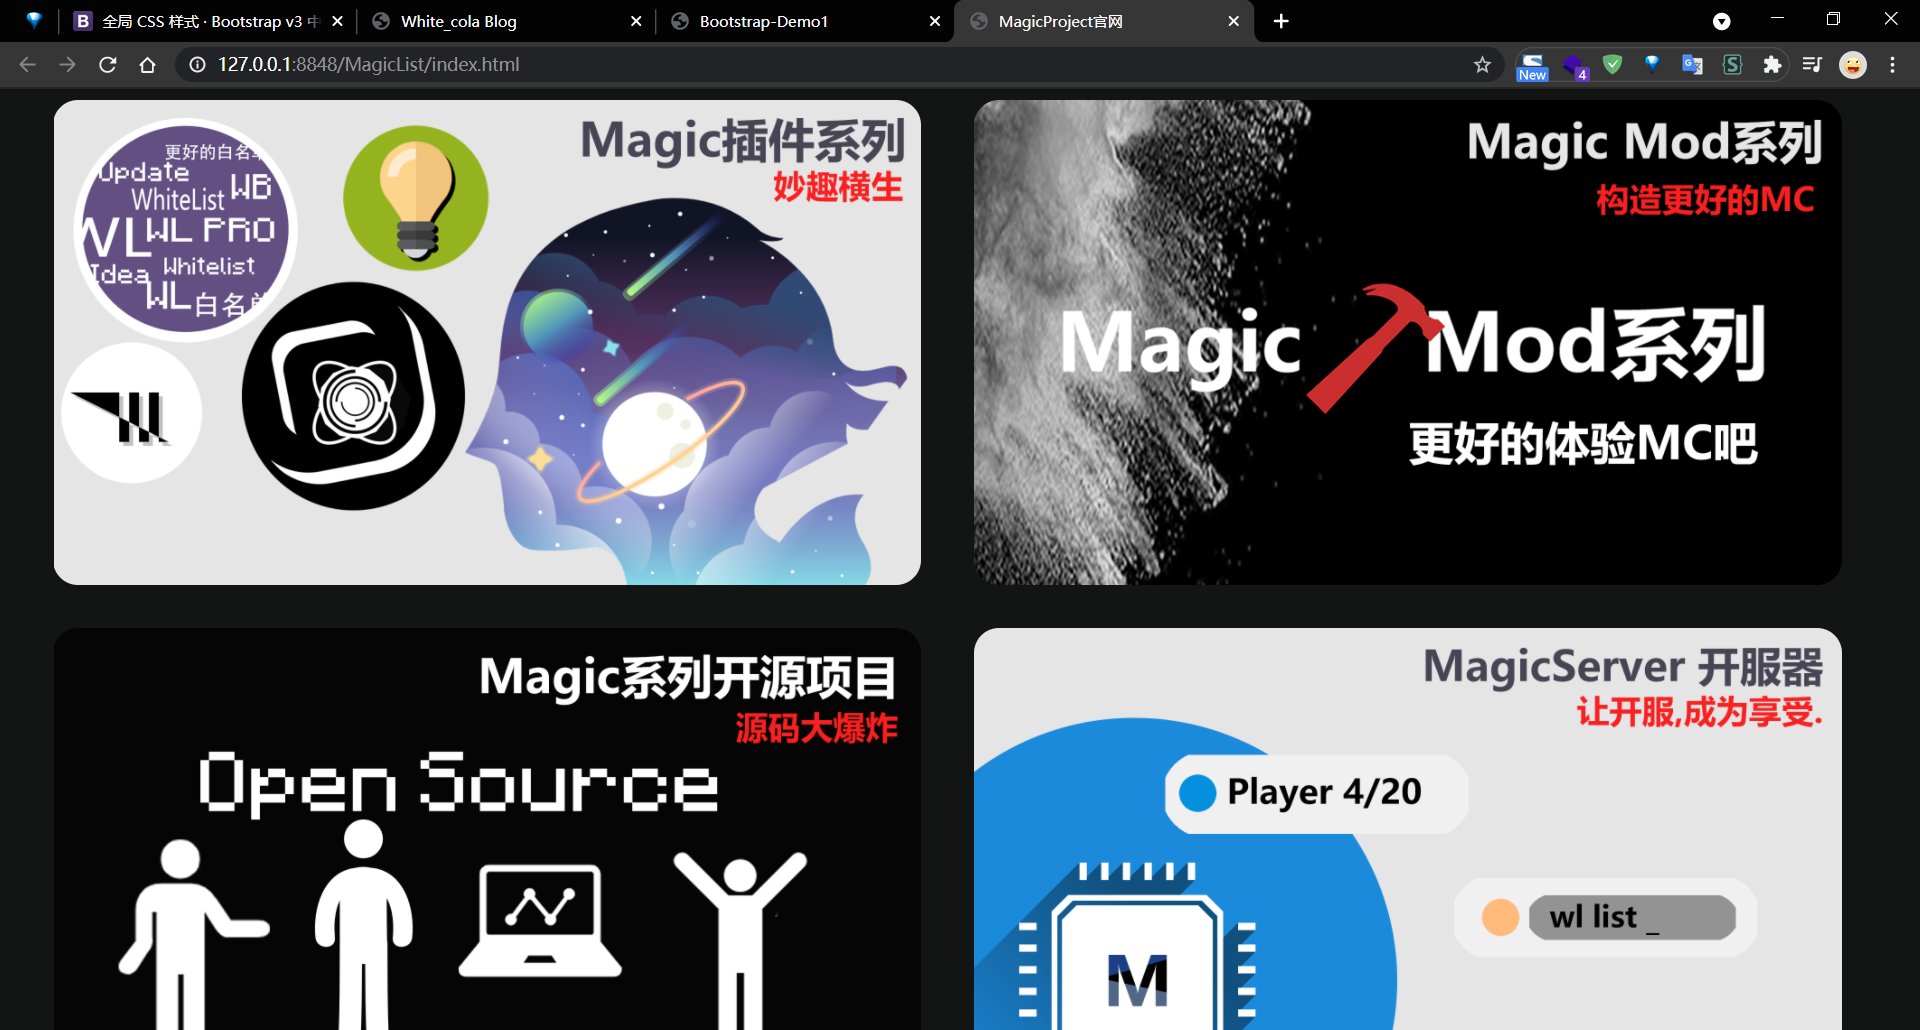 全局 CSS 样式 · Bootstrap v3 中
White_cola Blog
Bootstrap-Demo1
MagicProject官网
127.0.0.1:8848/MagicList/index.html
New
4
Magic插件系列
妙趣横生
更好的白名单
Update
WhiteList WB
WL WL PRO
Idea Whitelist
WL 白名单
Magic Mod系列
构造更好的MC
Magic Mod系列
更好的体验MC吧
Magic系列开源项目
源码大爆炸
Open Source
MagicServer 开服器
让开服,成为享受.
Player 4/20
wl list _
M